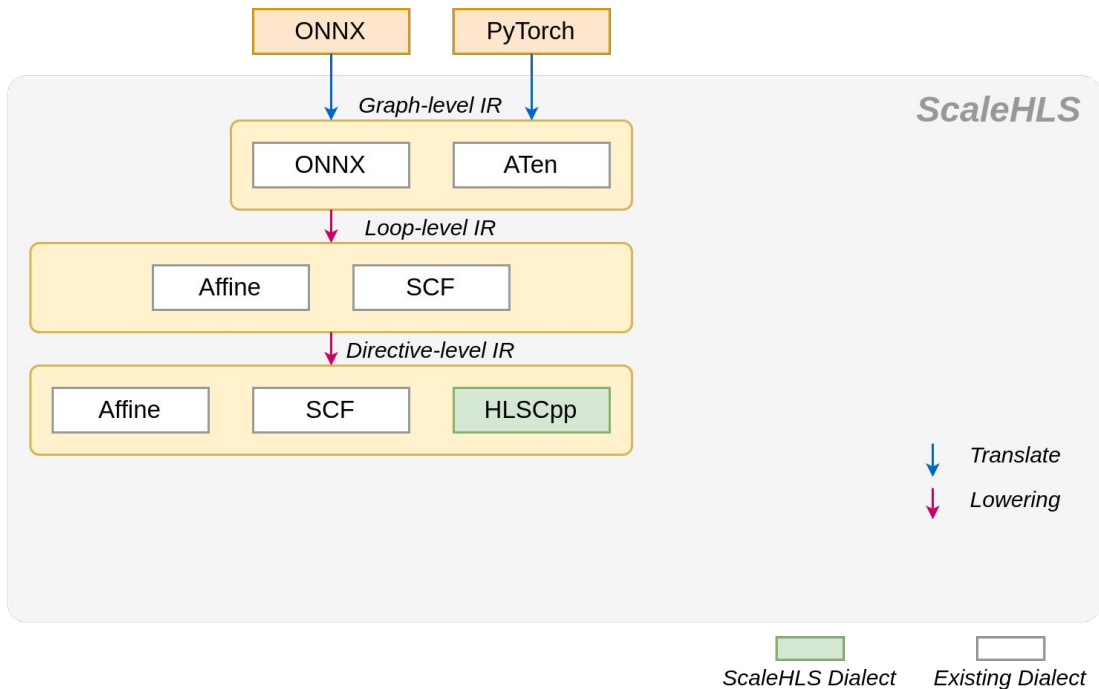 ONNX
PyTorch
Graph-level IR
ScaleHLS
ONNX
ATen
Loop-level IR
Affine
SCF
Directive-level IR
Affine
SCF
HLSCpp
Translate
Lowering
ScaleHLS Dialect
Existing Dialect